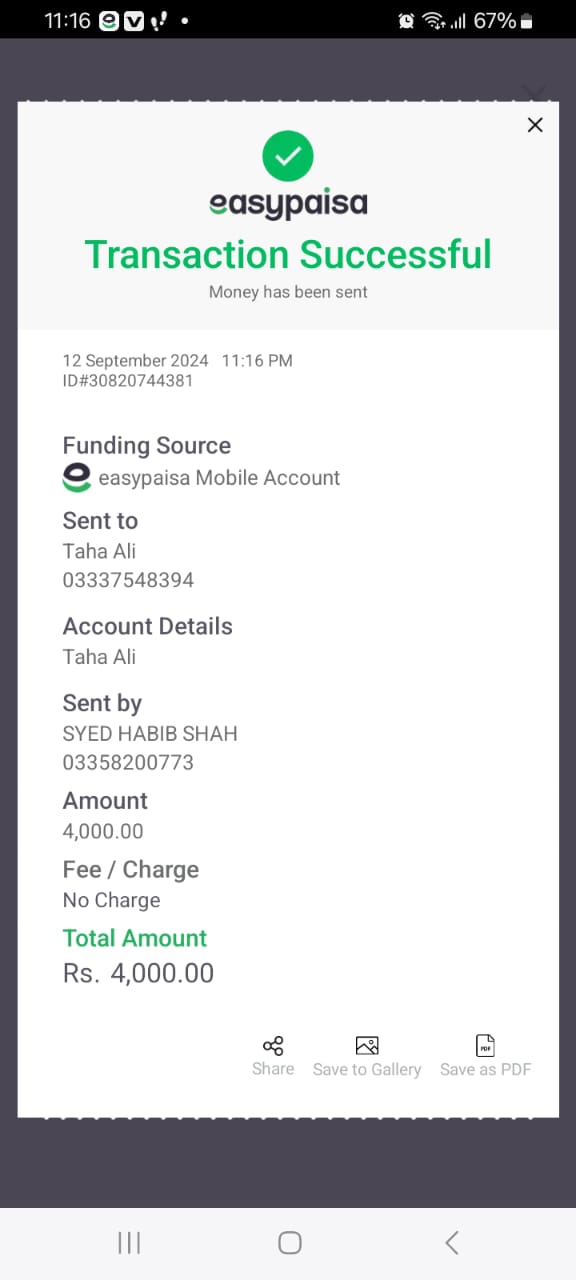 11:16
67%
easypaisa
Transaction Successful
Money has been sent
12 September 2024 11:16 PM
ID#30820744381
Funding Source
easypaisa Mobile Account
Sent to
Taha Ali
03337548394
Account Details
Taha Ali
Sent by
SYED HABIB SHAH
03358200773
Amount
4,000.00
Fee / Charge
No Charge
Total Amount
Rs. 4,000.00
PDF
Share Save to Gallery Save as PDF